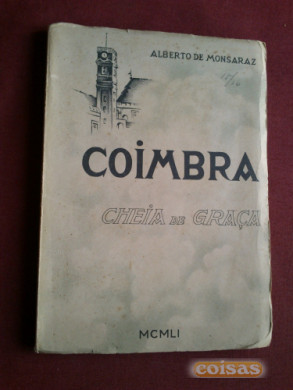 ALBERTO DE MONSARAZ
COIMBRA
CHEIA DE GRAÇA
MCMLI
coisas